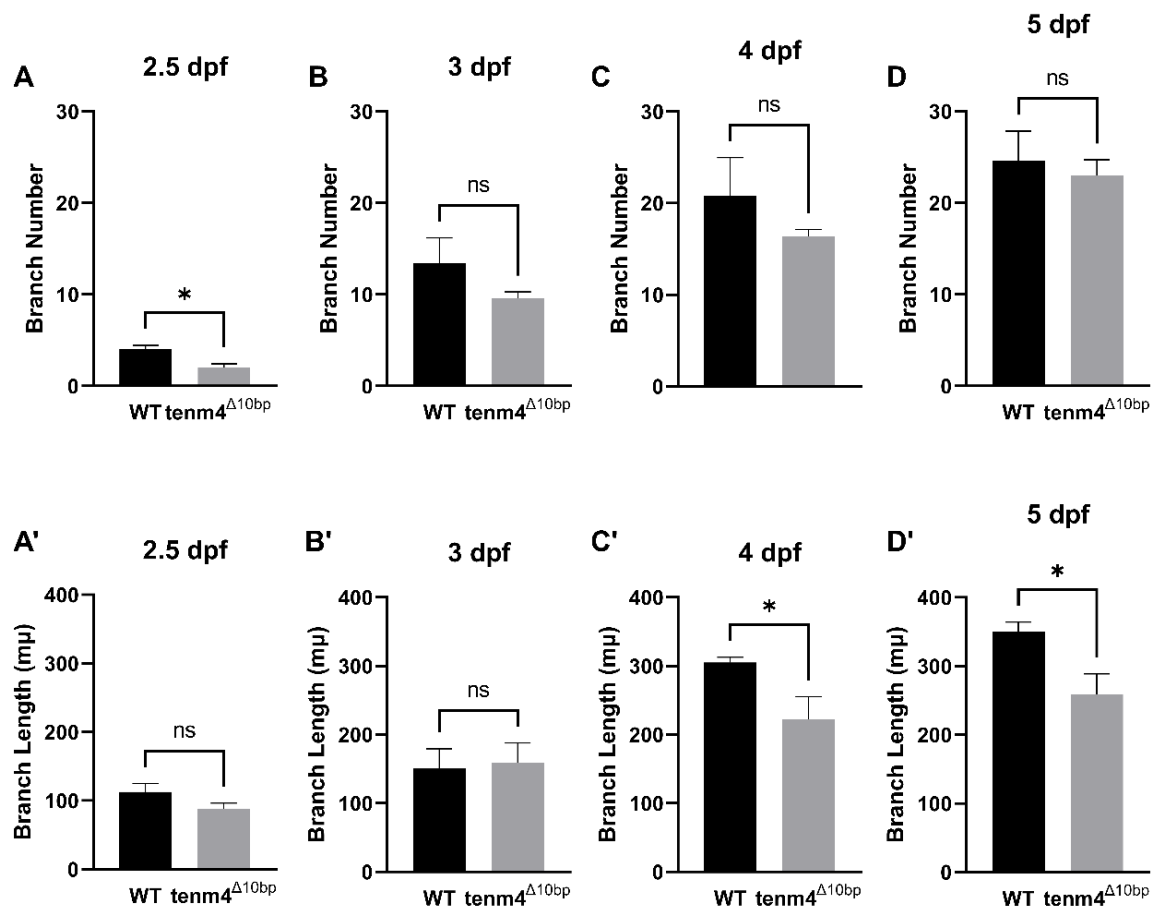 A
2.5 dpf
Branch Number
30
20
10
0
*
WT tenm4Δ10bp
B
3 dpf
Branch Number
30
20
10
0
ns
WT tenm4Δ10bp
C
4 dpf
Branch Number
30
20
10
0
ns
D
5 dpf
Branch Number
30
20
10
0
ns
WT tenm4Δ10bp
A'
2.5 dpf
Branch Length (mµ)
400
300
200
100
0
ns
WT tenm4Δ10bp
B'
3 dpf
Branch Length (mµ)
400
300
200
100
0
ns
WT tenm4Δ10bp
C'
4 dpf
Branch Length (mµ)
400
300
200
100
0
*
WT tenm4Δ10bp
D'
5 dpf
Branch Length (mµ)
400
300
200
100
0
*
WT tenm4Δ10bp